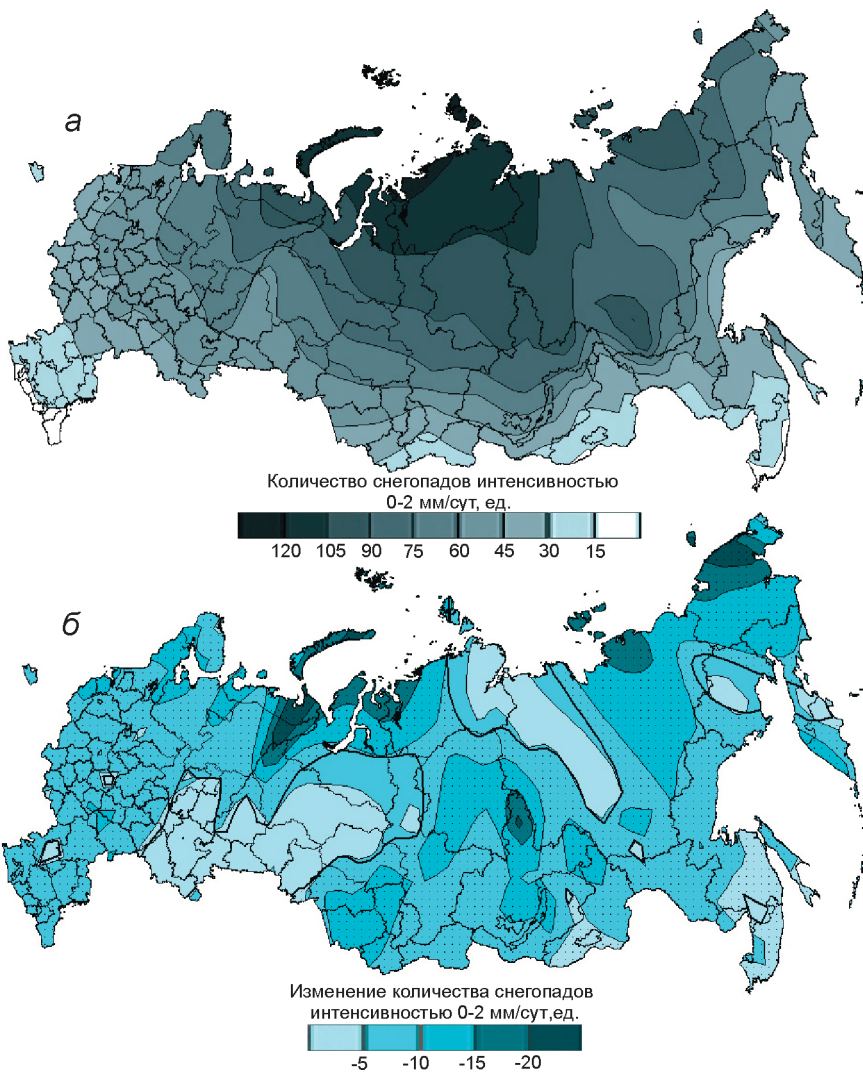 а
Количество снегопадов интенсивностью
0-2 мм/сут, ед.
120 105 90 75 60 45 30 15
б
Изменение количества снегопадов
интенсивностью 0-2 мм/сут,ед.
-5 -10 -15 -20